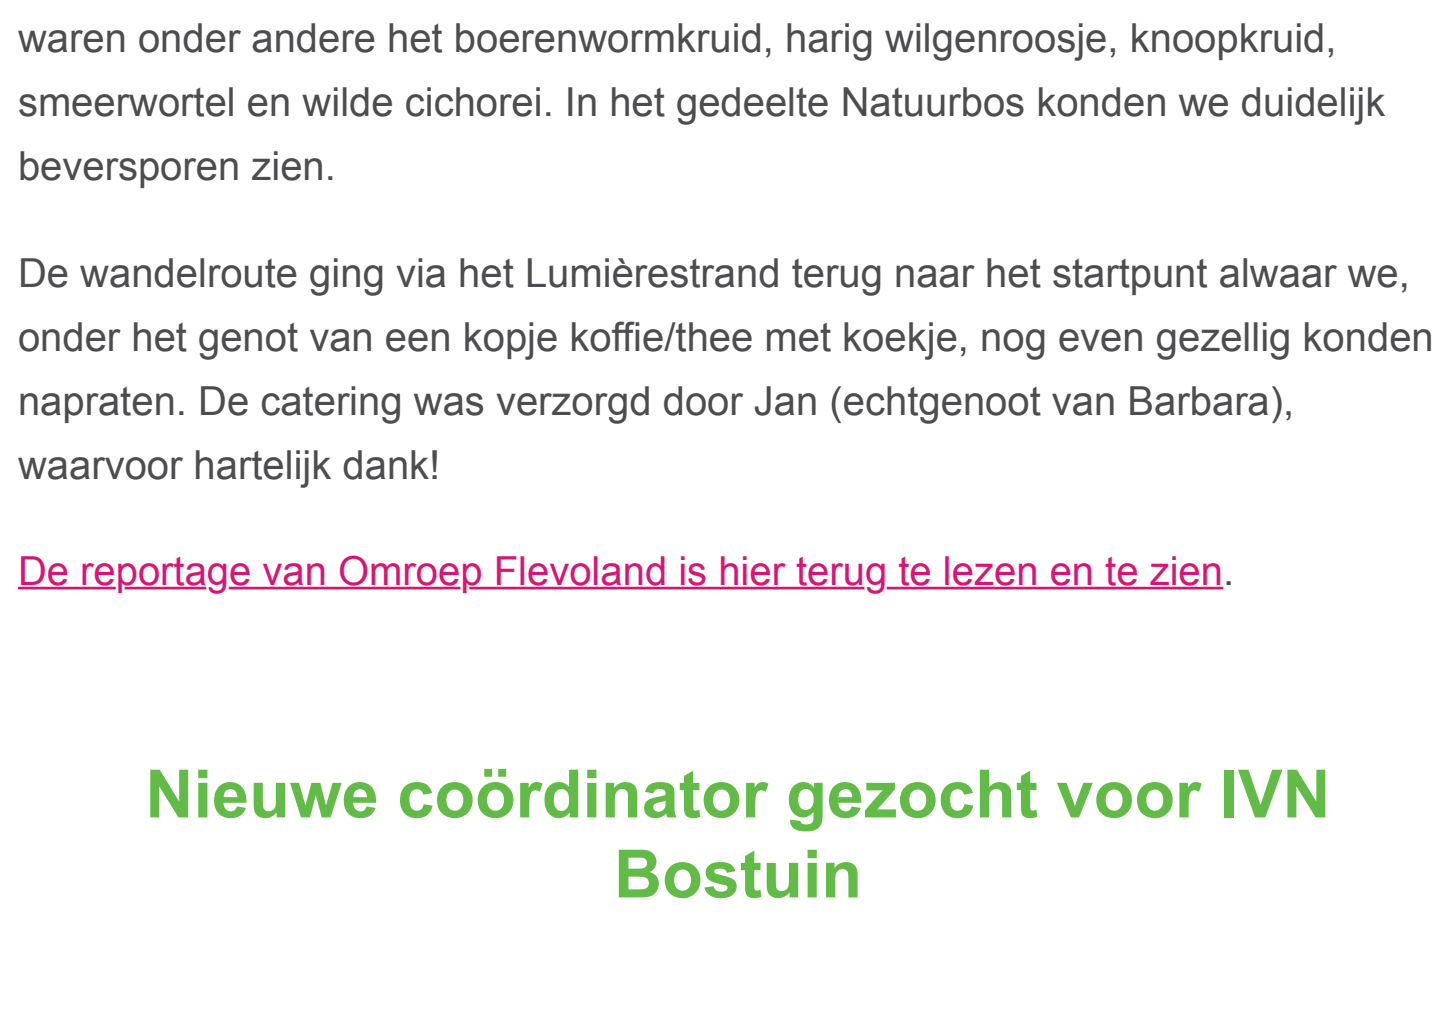 waren onder andere het boerenwormkruid, harig wilgenroosje, knoopkruid,
smeerwortel en wilde cichorei. In het gedeelte Natuurbos konden we duidelijk
beversporen zien.
De wandelroute ging via het Lumièrestrand terug naar het startpunt alwaar we,
onder het genot van een kopje koffie/thee met koekje, nog even gezellig konden
napraten. De catering was verzorgd door Jan (echtgenoot van Barbara),
waarvoor hartelijk dank!
De reportage van Omroep Flevoland is hier terug te lezen en te zien.
Nieuwe coördinator gezocht voor IVN
Bostuin